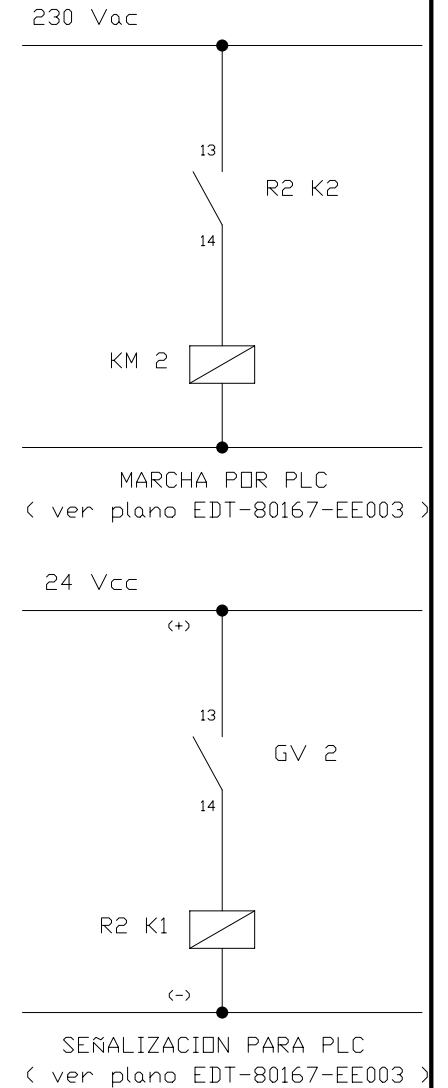 230 Vac
13
R2 K2
14
KM 2
MARCHA POR PLC
( ver plano EDT-80167-EE003 )
24 Vcc
(+)
13
GV 2
14
R2 K1
(-)
SEÑALIZACION PARA PLC
( ver plano EDT-80167-EE003 )